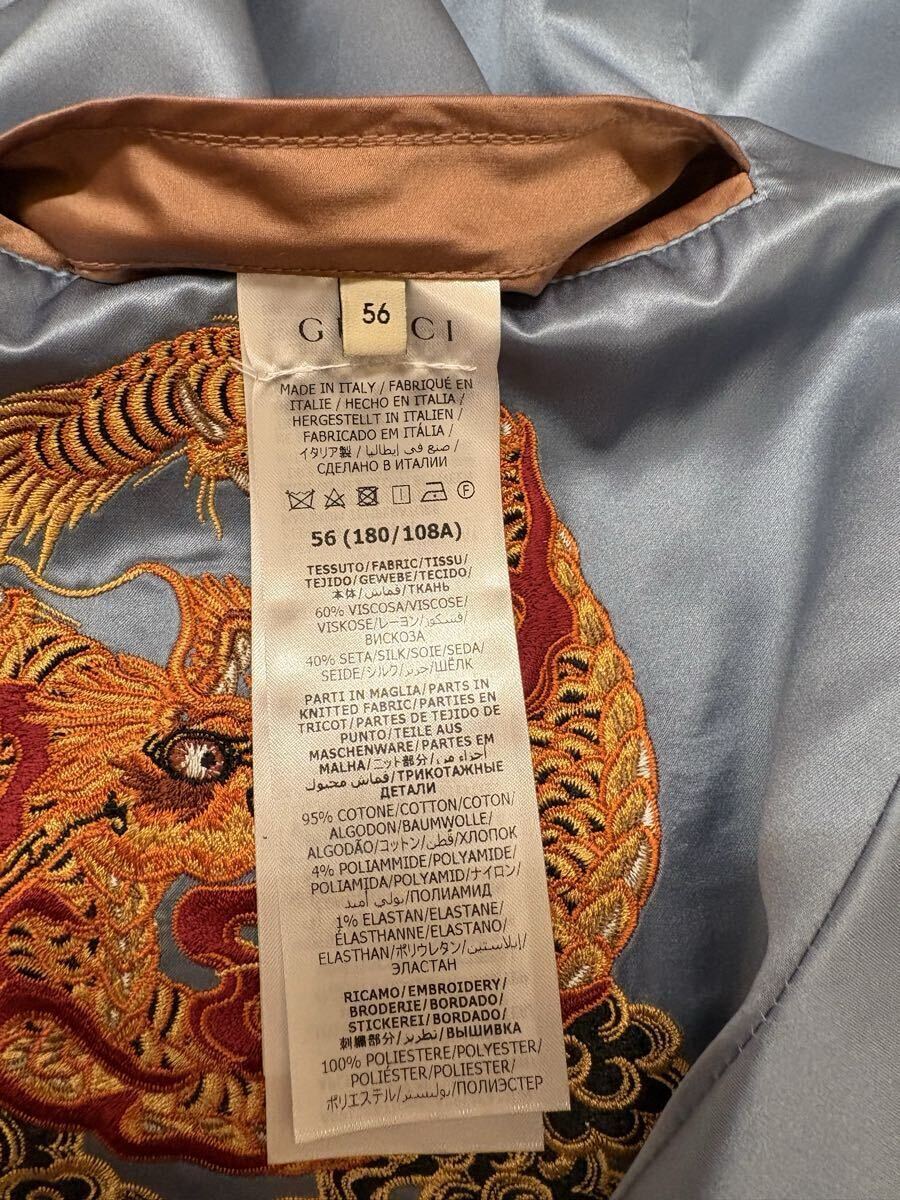 56
GUCCI
MADE IN ITALY / FABRIQUÉ EN
ITALIE / HECHO EN ITALIA /
HERGESTELLT IN ITALIEN /
FABRICADO EM ITÁLIA /
イタリア製 / صنع في إيطاليا /
СДЕЛАНО В ИТАЛИИ
F
56 (180/108A)
TESSUTO/FABRIC/TISSU/
TEJIDO/GEWEBE/TECIDO/
本体/قماش/ТКАНЬ
60% VISCOSA/VISCOSE/
VISKOSE/レーヨン/فسكوز/
ВИСКОЗА
40% SETA/SILK/SOIE/SEDA/
SEIDE/シルク/حرير/ШЁЛК
PARTI IN MAGLIA/PARTS IN
KNITTED FABRIC/PARTIES EN
TRICOT/PARTES DE TEJIDO DE
PUNTO/TEILE AUS
MASCHENWARE/PARTES EM
MALHA/ニット部分/أجزاء من
قماش محبوك/ТРИКОТАЖНЫЕ
ДЕТАЛИ
95% COTONE/COTTON/COTON/
ALGODON/BAUMWOLLE/
ALGODÃO/コットン/قطن/ХЛОПОК
4% POLIAMMIDE/POLYAMIDE/
POLIAMIDA/POLYAMID/ナイロン/
بولي أميد/ПОЛИАМИД
1% ELASTAN/ELASTANE/
ÉLASTHANNE/ELASTANO/
ELASTHAN/ポリウレタン/إيلاستين/
ЭЛАСТАН
RICAMO/EMBROIDERY/
BRODERIE/BORDADO/
STICKEREI/BORDADO/
刺繍部分/تطريز/ВЫШИВКА
100% POLIESTERE/POLYESTER/
POLIÉSTER/POLIESTER/
ポリエステル/بوليستر/ПОЛИЭСТЕР